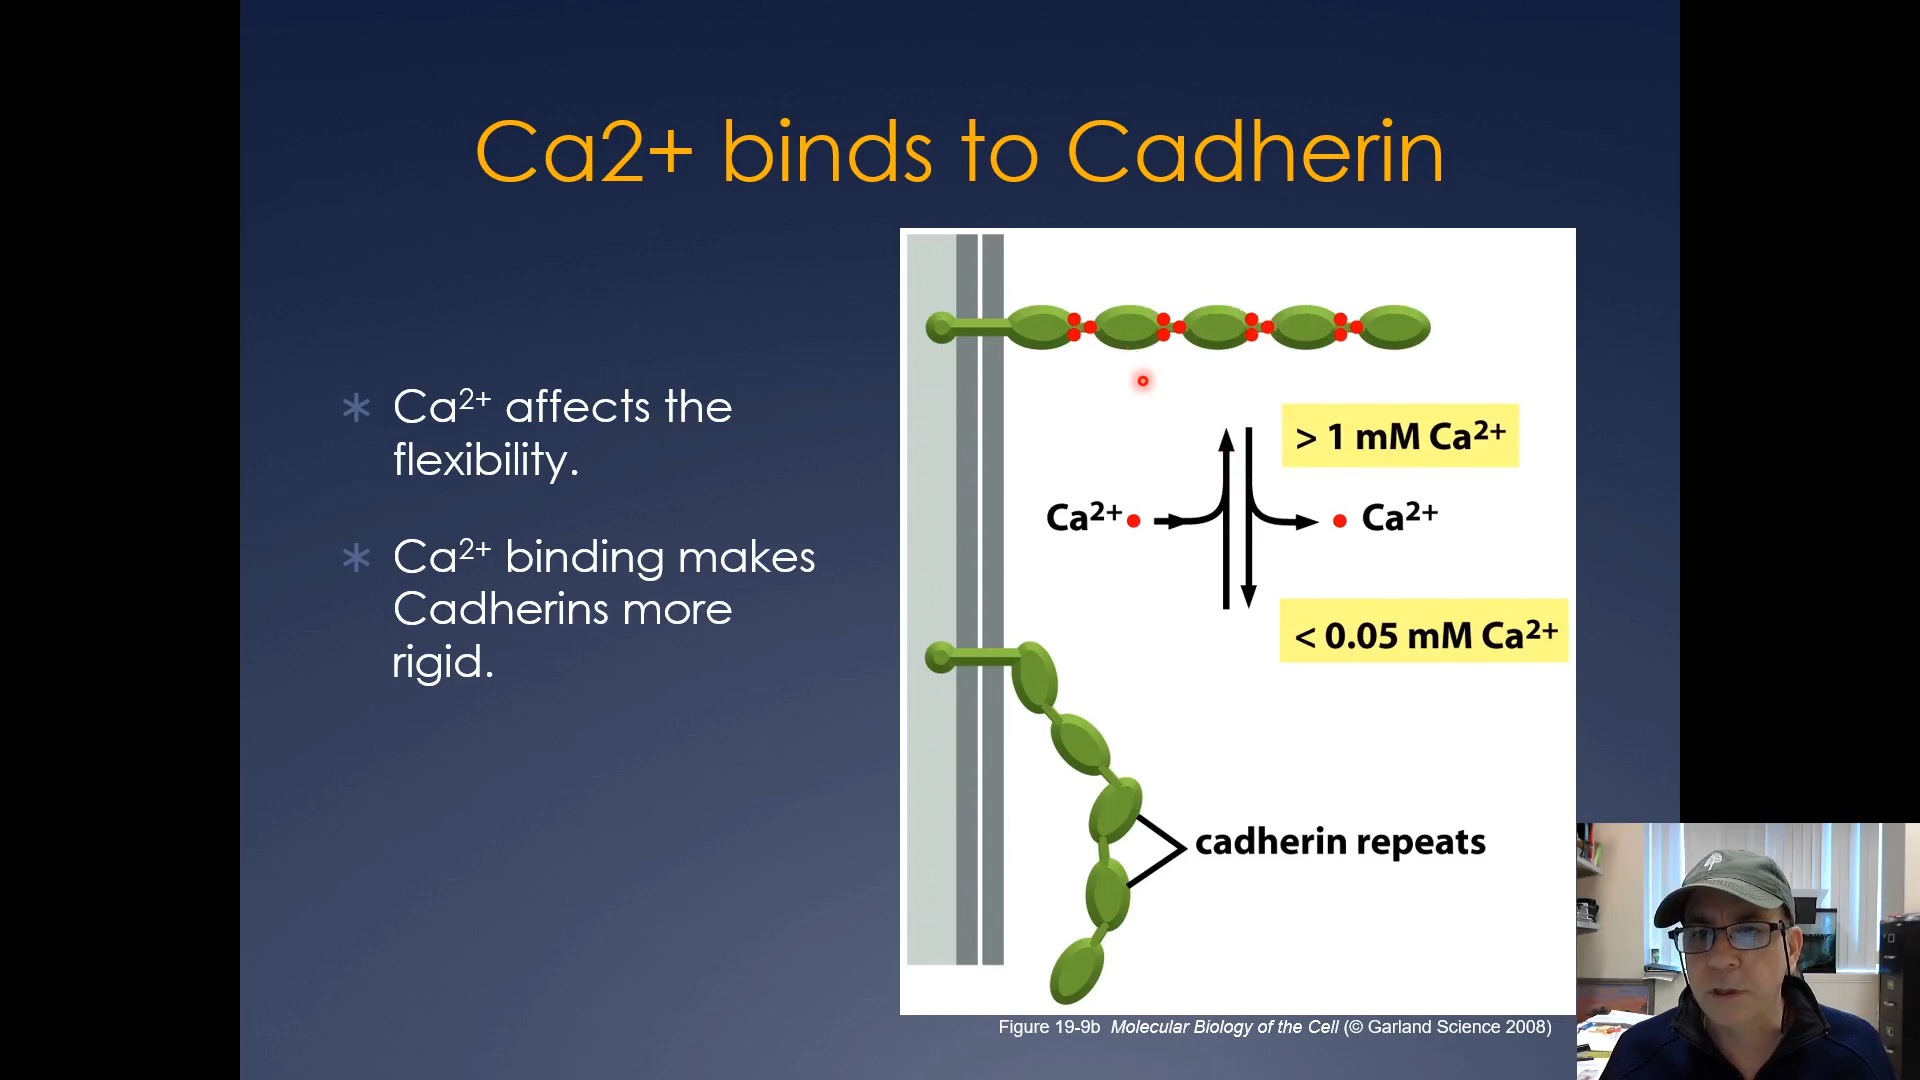 Ca2+ binds to Cadherin
Ca²⁺ affects the
flexibility.
Ca²⁺ binding makes
Cadherins more
rigid.
> 1 mM Ca²⁺
Ca²⁺
Ca²⁺
< 0.05 mM Ca²⁺
cadherin repeats
Figure 19-9b Molecular Biology of the Cell (© Garland Science 2008)